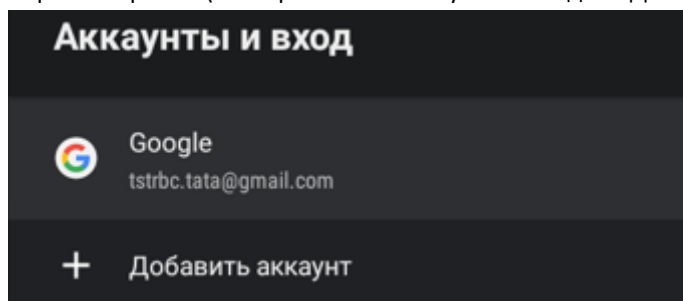 Аккаунты и вход
Google
tstrbc.tata@gmail.com
Добавить аккаунт